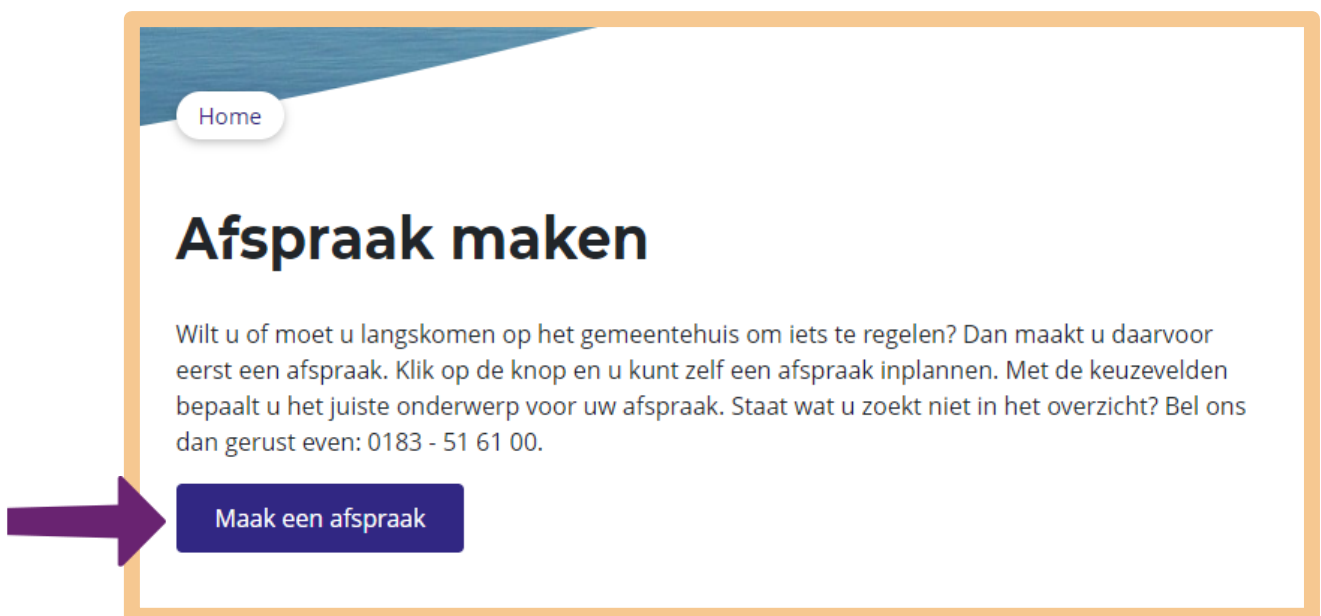 Home
Afspraak maken
Wilt u of moet u langskomen op het gemeentehuis om iets te regelen? Dan maakt u daarvoor
eerst een afspraak. Klik op de knop en u kunt zelf een afspraak inplannen. Met de keuzevelden
bepaalt u het juiste onderwerp voor uw afspraak. Staat wat u zoekt niet in het overzicht? Bel ons
dan gerust even: 0183 - 51 61 00.
Maak een afspraak